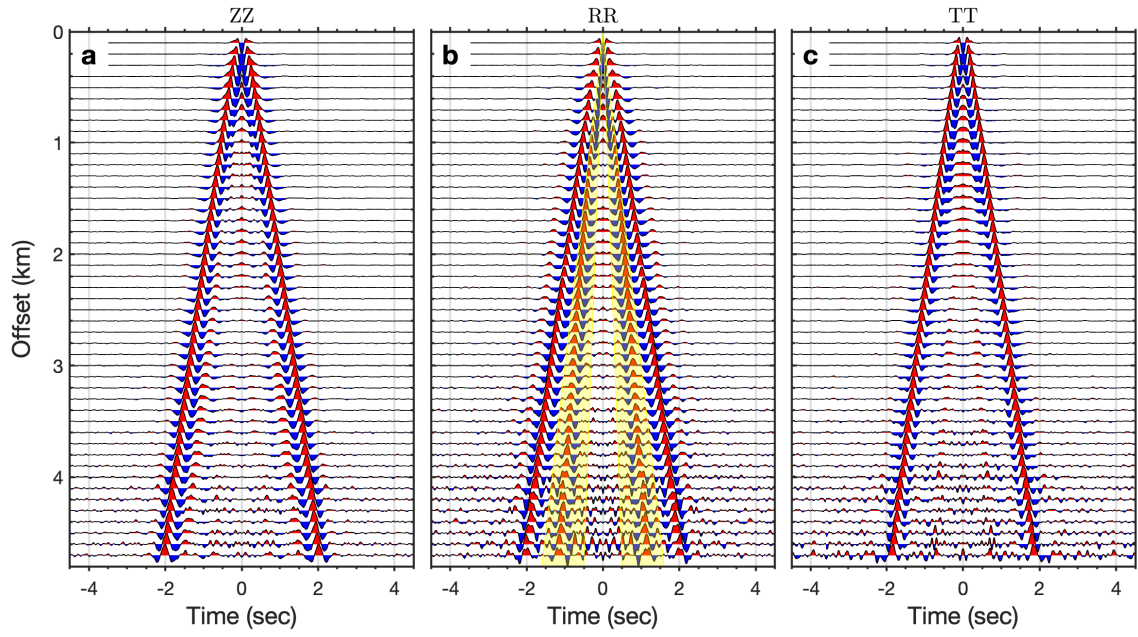 ZZ
RR
TT
a
b
c
0
1
2
3
4
Offset (km)
-4 -2 0 2 4
-4 -2 0 2 4
-4 -2 0 2 4
Time (sec)
Time (sec)
Time (sec)